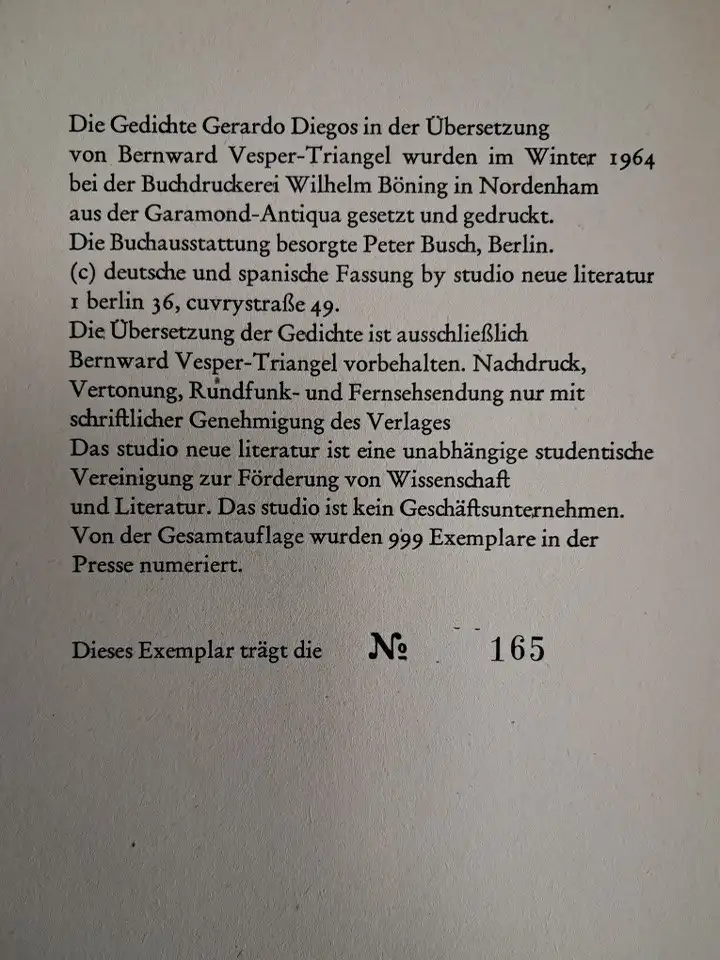 Die Gedichte Gerardo Diegos in der Übersetzung
von Bernward Vesper-Triangel wurden im Winter 1964
bei der Buchdruckerei Wilhelm Böning in Nordenham
aus der Garamond-Antiqua gesetzt und gedruckt.
Die Buchausstattung besorgte Peter Busch, Berlin.
(c) deutsche und spanische Fassung by studio neue literatur
1 berlin 36, cuvrystraße 49.
Die Übersetzung der Gedichte ist ausschließlich
Bernward Vesper-Triangel vorbehalten. Nachdruck,
Vertonung, Rundfunk- und Fernsehsendung nur mit
schriftlicher Genehmigung des Verlages
Das studio neue literatur ist eine unabhängige studentische
Vereinigung zur Förderung von Wissenschaft
und Literatur. Das studio ist kein Geschäftsunternehmen.
Von der Gesamtauflage wurden 999 Exemplare in der
Presse numeriert.
Dieses Exemplar trägt die № 165